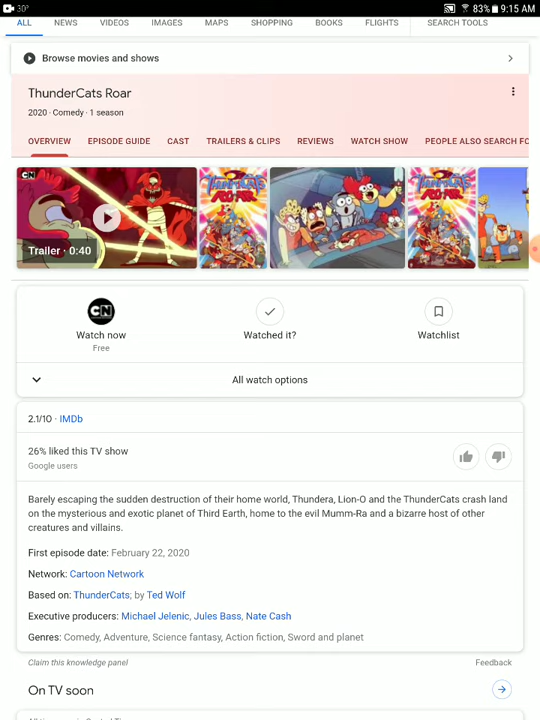 30°
83% 9:15 AM
ALL NEWS VIDEOS IMAGES MAPS SHOPPING BOOKS FLIGHTS SEARCH TOOLS
Browse movies and shows
ThunderCats Roar
2020 · Comedy · 1 season
OVERVIEW EPISODE GUIDE CAST TRAILERS & CLIPS REVIEWS WATCH SHOW PEOPLE ALSO SEARCH FO
CN
Trailer · 0:40
THUNDERCATS ROAR
THUNDERCATS ROAR
CN
Watch now Watched it? Watchlist
Free
All watch options
2.1/10 · IMDb
26% liked this TV show
Google users
Barely escaping the sudden destruction of their home world, Thundera, Lion-O and the ThunderCats crash land
on the mysterious and exotic planet of Third Earth, home to the evil Mumm-Ra and a bizarre host of other
creatures and villains.
First episode date: February 22, 2020
Network: Cartoon Network
Based on: ThunderCats; by Ted Wolf
Executive producers: Michael Jelenic, Jules Bass, Nate Cash
Genres: Comedy, Adventure, Science fantasy, Action fiction, Sword and planet
Claim this knowledge panel Feedback
On TV soon